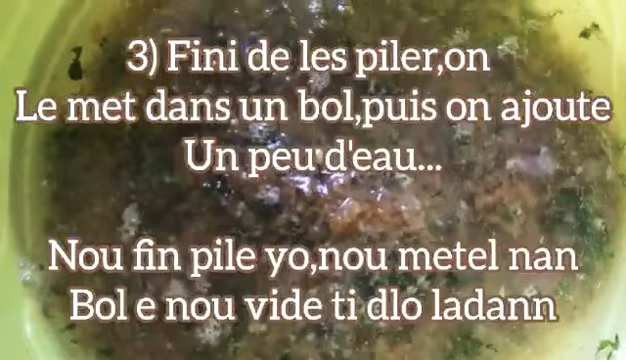 3) Fini de les piler,on
Le met dans un bol,puis on ajoute
Un peu d'eau...
Nou fin pile yo,nou metel nan
Bol e nou vide ti dlo ladann